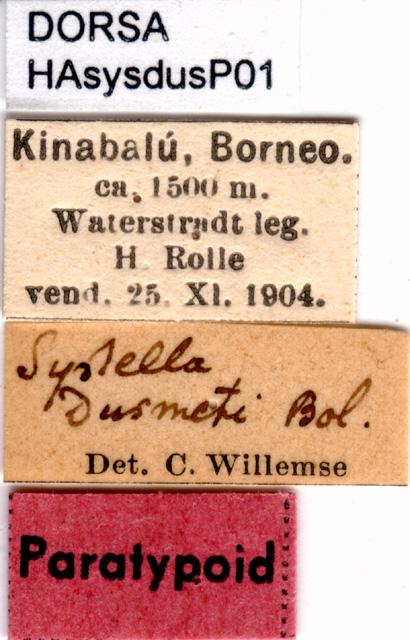 DORSA
HAsysdusP01
Kinabalú, Borneo.
ca. 1500 m.
Waterstradt leg.
H. Rolle
vend. 25. XI. 1904.
Systella
Dusmeti Bol.
Det. C. Willemse
Paratypoid